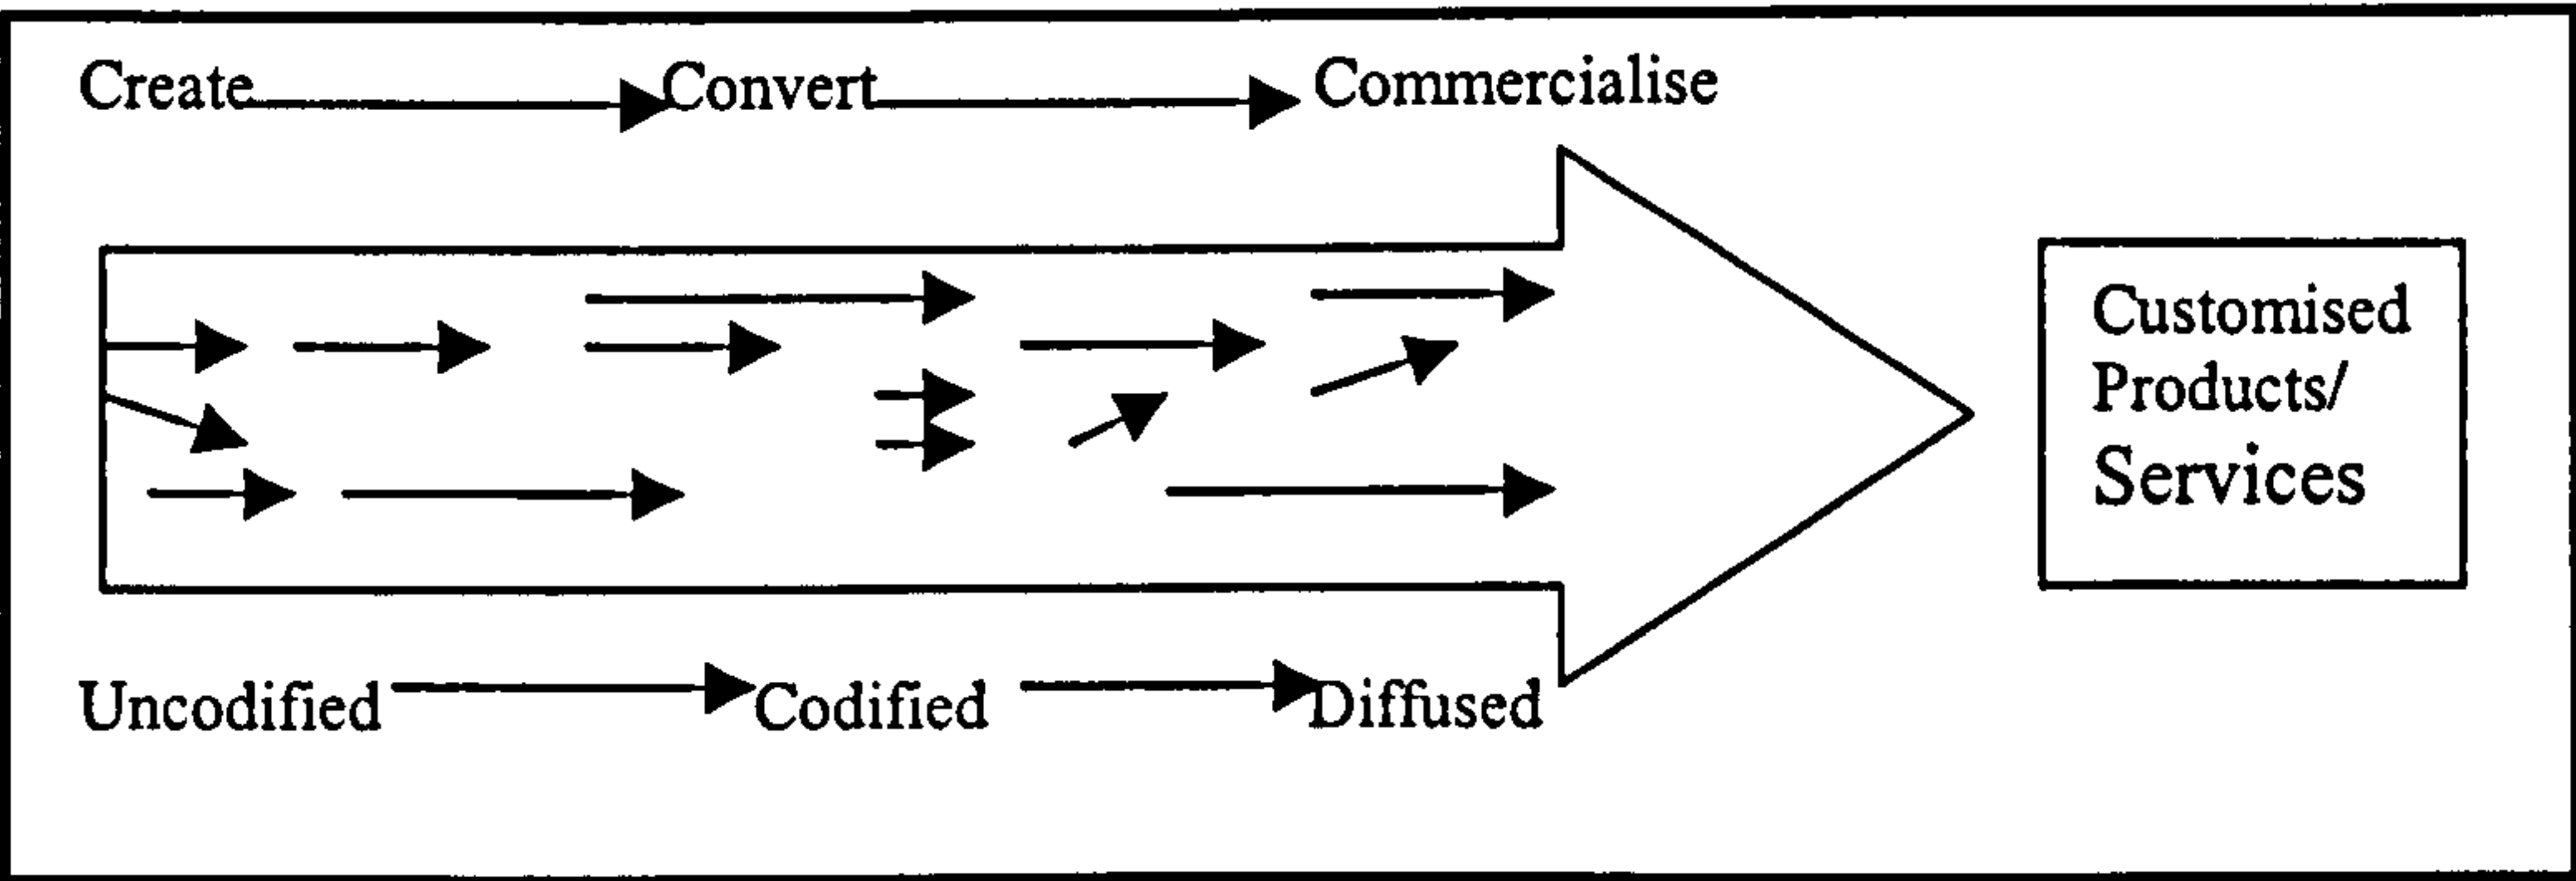 Create Convert Commercialise
Customised
Products/
Services
Uncodified Codified Diffused